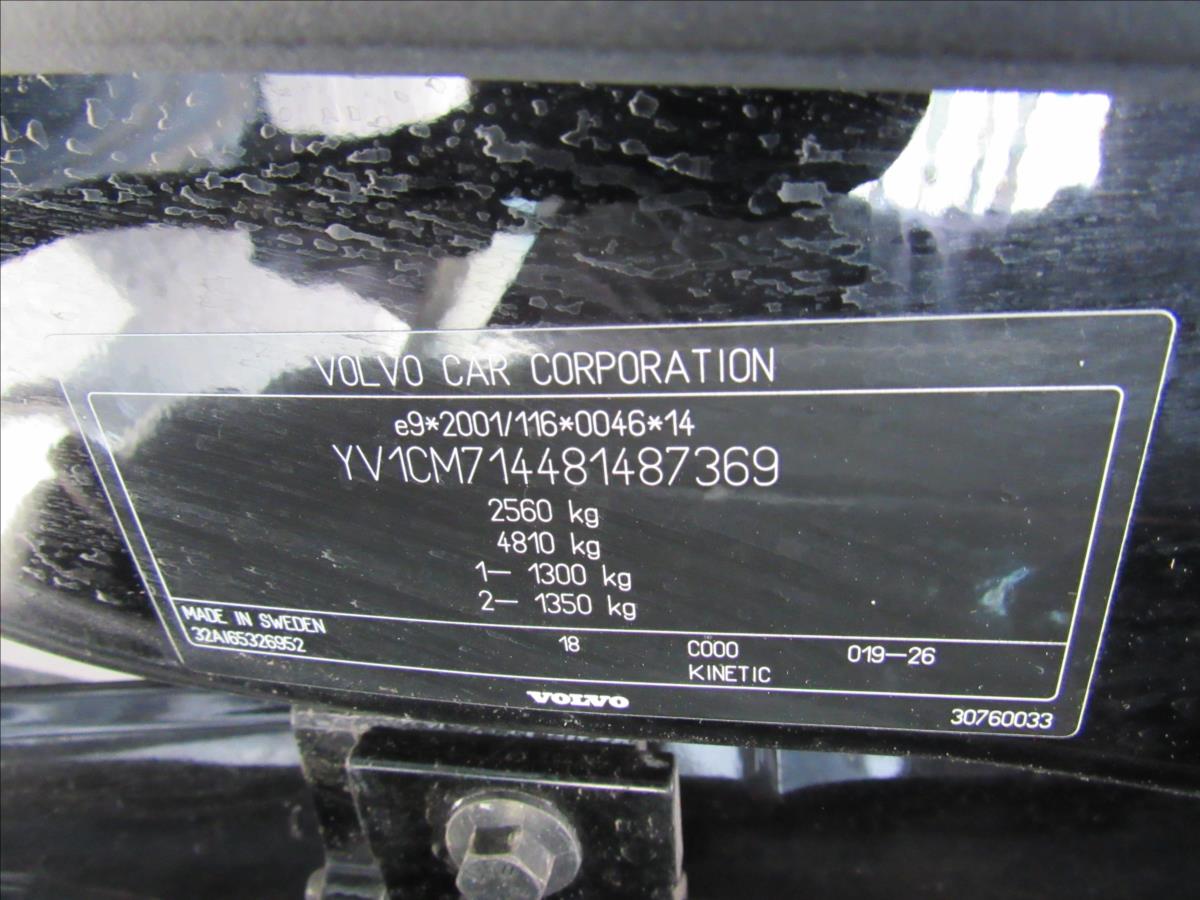 VOLVO CAR CORPORATION
e9*2001/116*0046*14
YV1CM714481487369
2560 kg
4810 kg
1— 1300 kg
2— 1350 kg
MADE IN SWEDEN
32AI65326952 18 C000 019—26
KINETIC
VOLVO
30760033